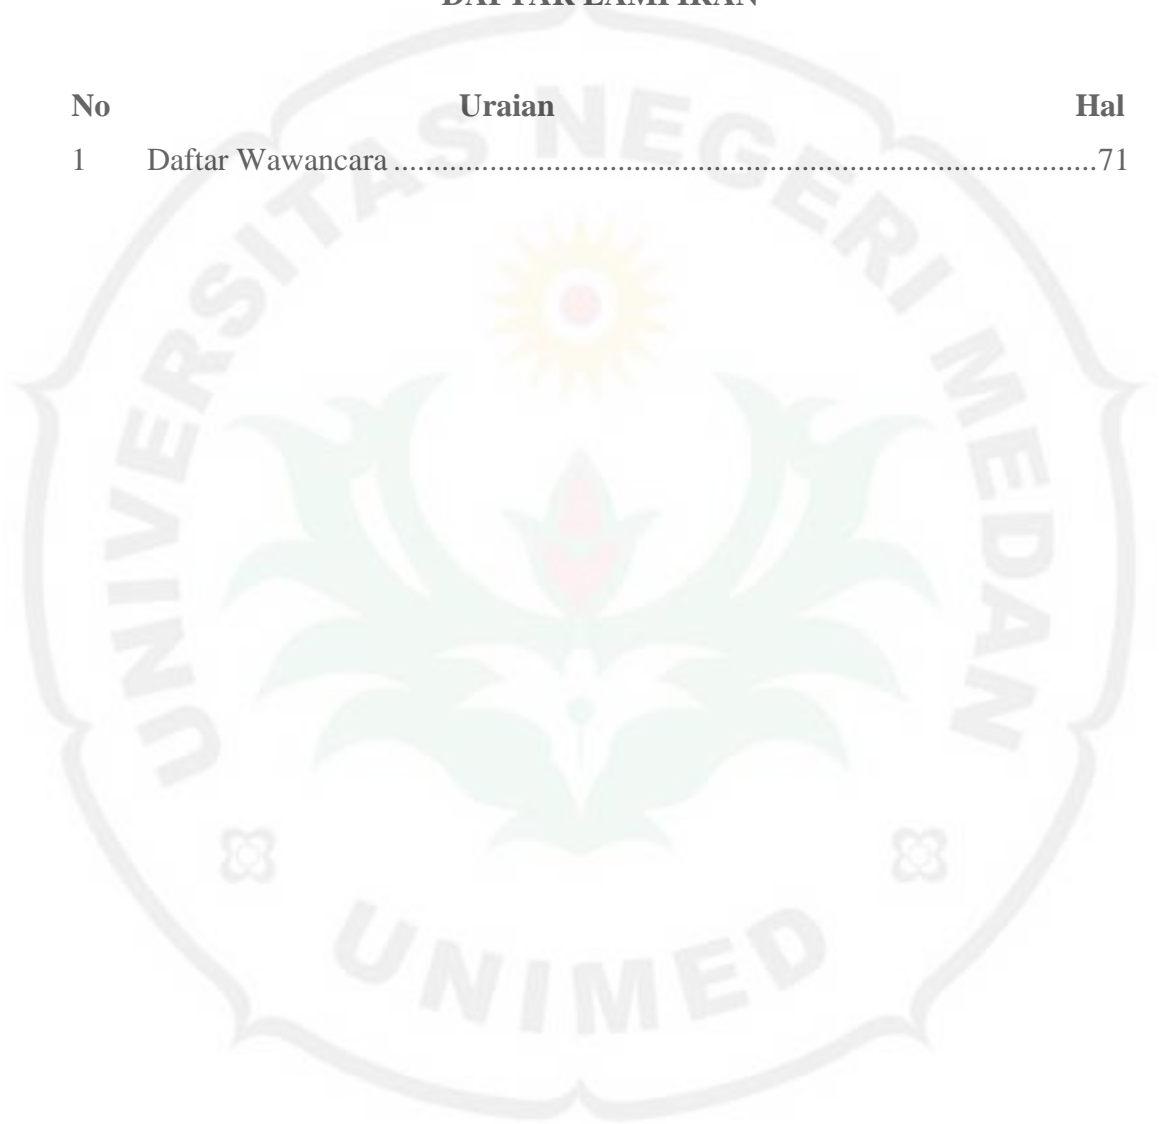 DAFTAR LAMPIRAN
No Uraian Hal
1 Daftar Wawancara ........................................................................................71
UNIVERSITAS NEGERI MEDAN
UNIMED